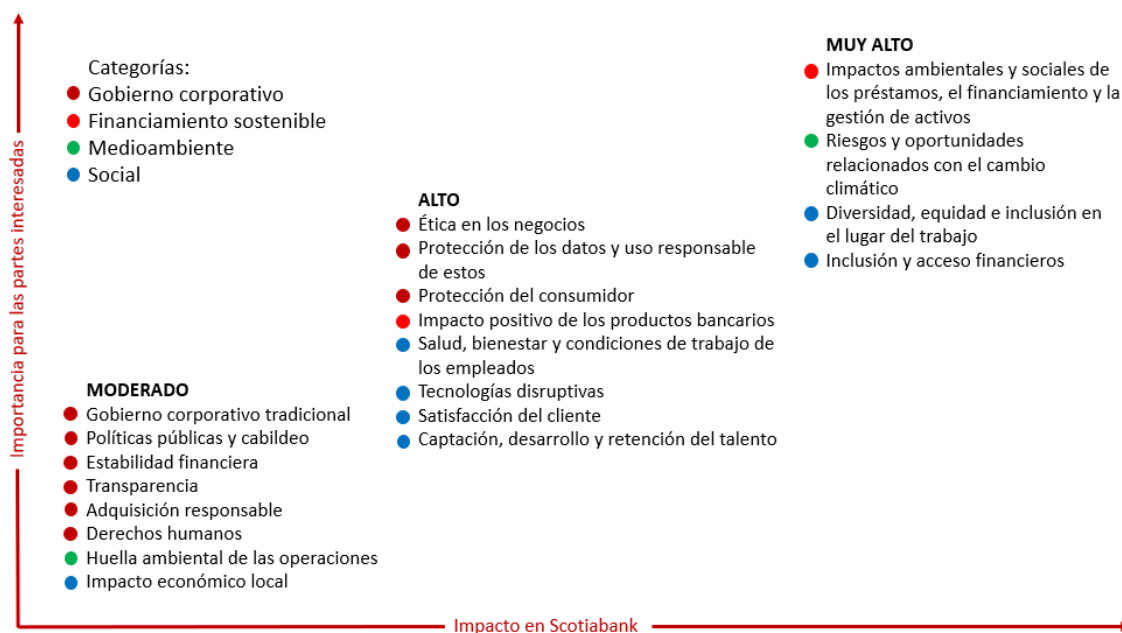 Importancia para las partes interesadas
Categorías:
Gobierno corporativo
Financiamiento sostenible
Medioambiente
Social
MODERADO
Gobierno corporativo tradicional
Políticas públicas y cabildeo
Estabilidad financiera
Transparencia
Adquisición responsable
Derechos humanos
Huella ambiental de las operaciones
Impacto económico local
ALTO
Ética en los negocios
Protección de los datos y uso responsable
de estos
Protección del consumidor
Impacto positivo de los productos bancarios
Salud, bienestar y condiciones de trabajo de
los empleados
Tecnologías disruptivas
Satisfacción del cliente
Captación, desarrollo y retención del talento
MUY ALTO
Impactos ambientales y sociales de
los préstamos, el financiamiento y la
gestión de activos
Riesgos y oportunidades
relacionados con el cambio
climático
Diversidad, equidad e inclusión en
el lugar del trabajo
Inclusión y acceso financieros
Impacto en Scotiabank